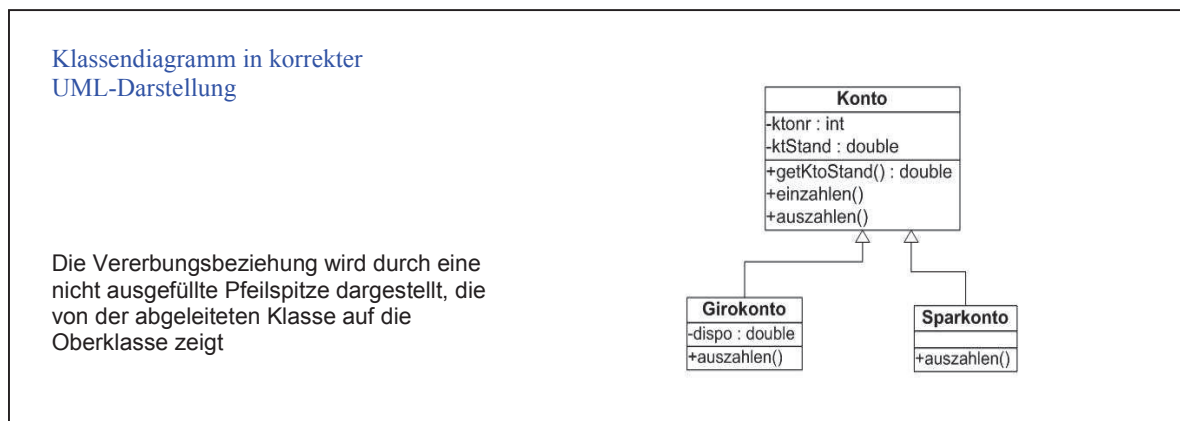 Klassendiagramm in korrekter
UML-Darstellung
Die Vererbungsbeziehung wird durch eine
nicht ausgefüllte Pfeilspitze dargestellt, die
von der abgeleiteten Klasse auf die
Oberklasse zeigt
Konto
-ktonr : int
-ktStand : double
+getKtoStand() : double
+einzahlen()
+auszahlen()
Girokonto
-dispo : double
+auszahlen()
Sparkonto
+auszahlen()